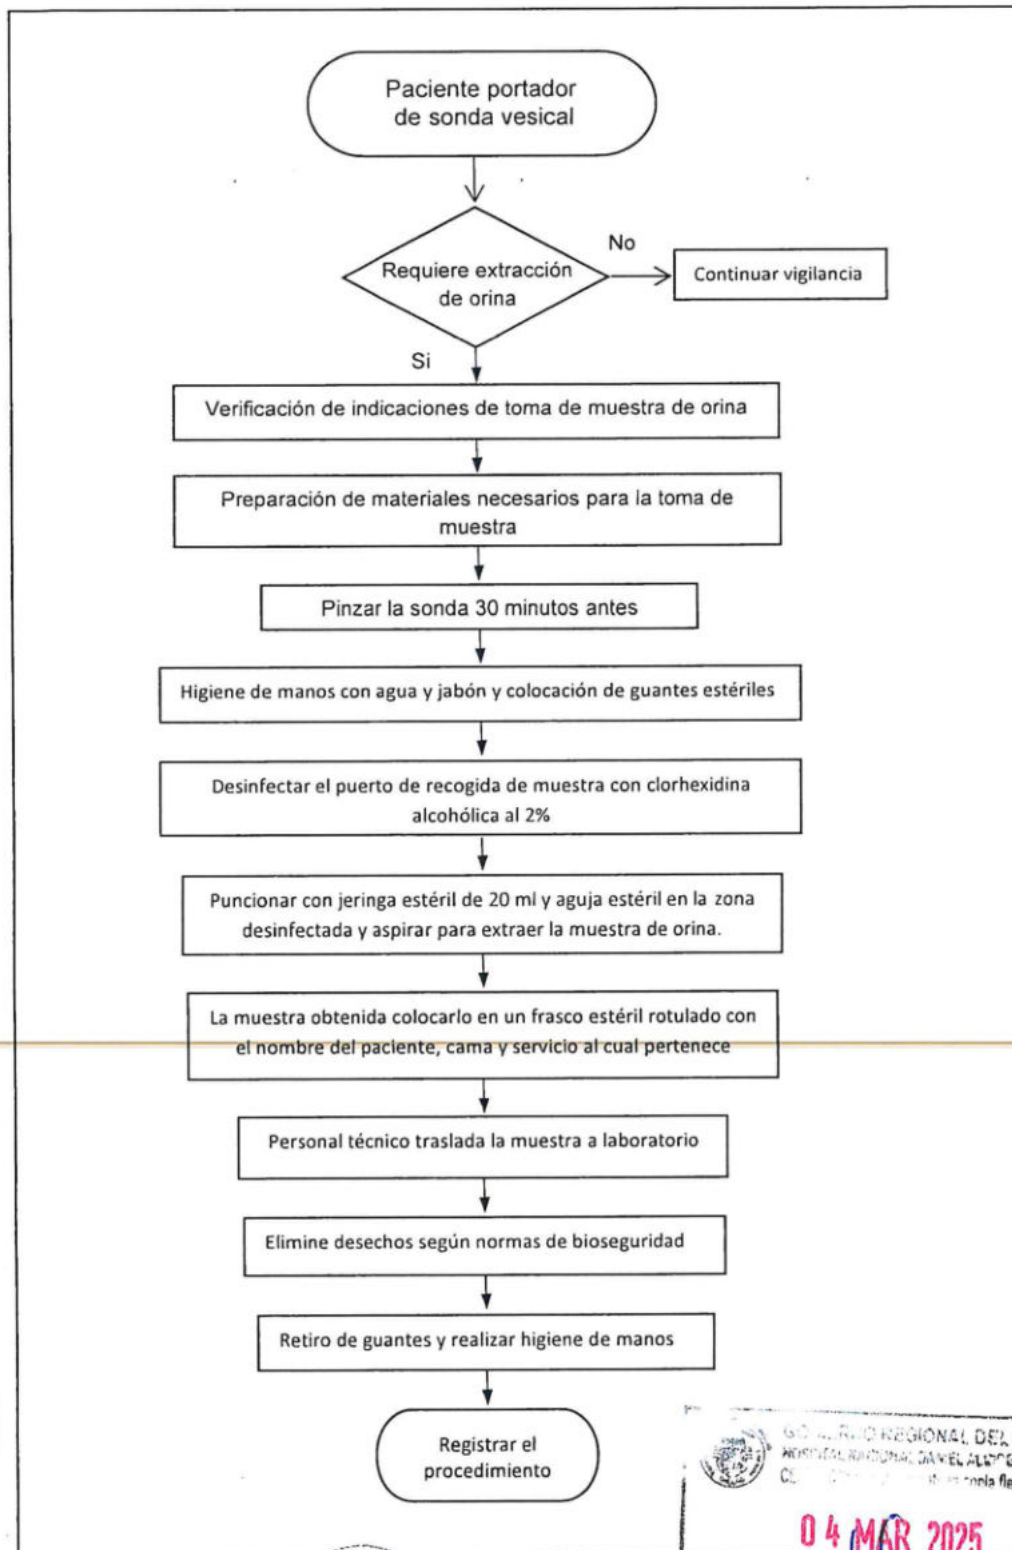 Paciente portador
de sonda vesical
Requiere extracción
de orina
No
Continuar vigilancia
Si
Verificación de indicaciones de toma de muestra de orina
Preparación de materiales necesarios para la toma de
muestra
Pinzar la sonda 30 minutos antes
Higiene de manos con agua y jabón y colocación de guantes estériles
Desinfectar el puerto de recogida de muestra con clorhexidina
alcohólica al 2%
Puncionar con jeringa estéril de 20 ml y aguja estéril en la zona
desinfectada y aspirar para extraer la muestra de orina.
La muestra obtenida colocarlo en un frasco estéril rotulado con
el nombre del paciente, cama y servicio al cual pertenece
Personal técnico traslada la muestra a laboratorio
Elimine desechos según normas de bioseguridad
Retiro de guantes y realizar higiene de manos
Registrar el
procedimiento
REGIONAL DEL
HOSPITAL NACIONAL DANIEL
copia
04 MAR 2025